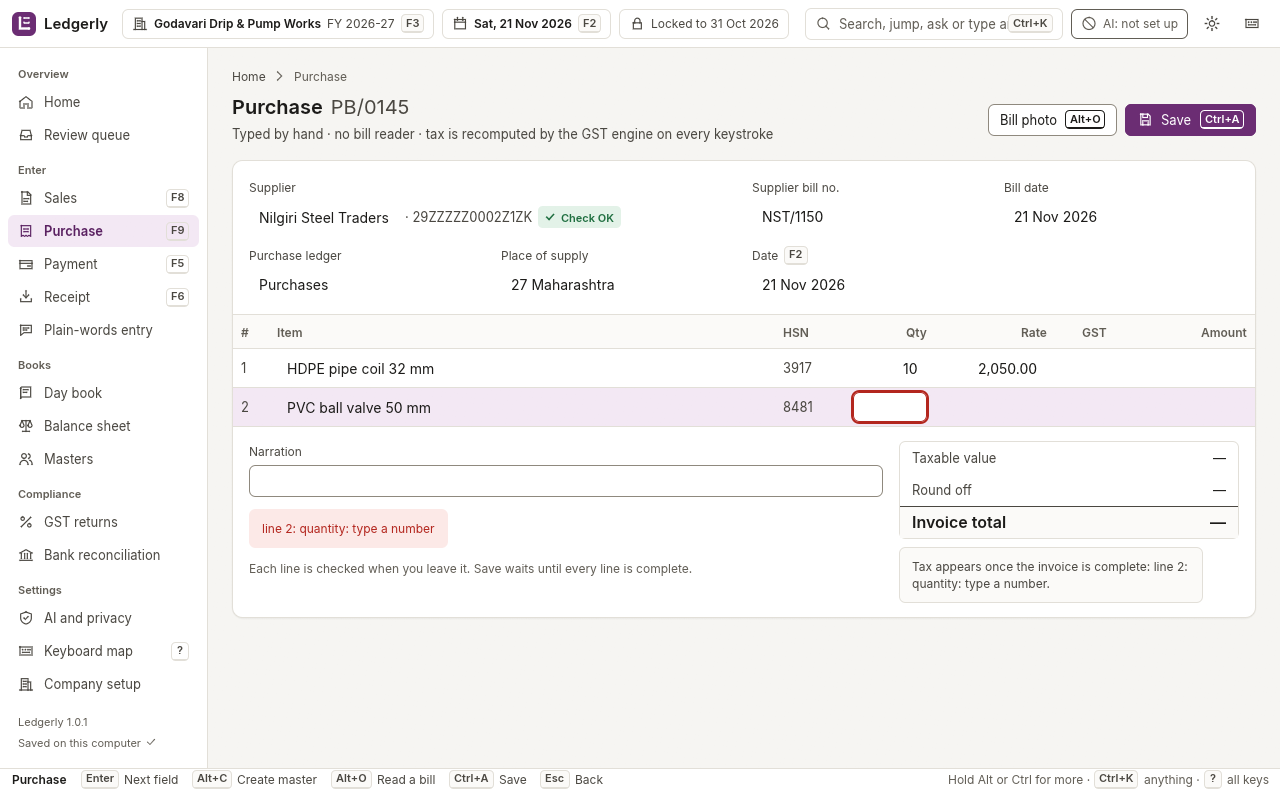 Ledgerly
Godavari Drip & Pump Works FY 2026-27 F3
Sat, 21 Nov 2026 F2
Locked to 31 Oct 2026
Search, jump, ask or type a Ctrl+K
AI: not set up
Overview
Home
Review queue
Enter
Sales F8
Purchase F9
Payment F5
Receipt F6
Plain-words entry
Books
Day book
Balance sheet
Masters
Compliance
GST returns
Bank reconciliation
Settings
AI and privacy
Keyboard map ?
Company setup
Ledgerly 1.0.1
Saved on this computer
Home Purchase
Purchase PB/0145
Typed by hand · no bill reader · tax is recomputed by the GST engine on every keystroke
Bill photo Alt+O
Save Ctrl+A
Supplier Supplier bill no. Bill date
Nilgiri Steel Traders · 29ZZZZZ0002Z1ZK Check OK NST/1150 21 Nov 2026
Purchase ledger Place of supply Date F2
Purchases 27 Maharashtra 21 Nov 2026
# Item HSN Qty Rate GST Amount
1 HDPE pipe coil 32 mm 3917 10 2,050.00
2 PVC ball valve 50 mm 8481
Narration
line 2: quantity: type a number
Each line is checked when you leave it. Save waits until every line is complete.
Taxable value —
Round off —
Invoice total —
Tax appears once the invoice is complete: line 2:
quantity: type a number.
Purchase Enter Next field Alt+C Create master Alt+O Read a bill Ctrl+A Save Esc Back
Hold Alt or Ctrl for more · Ctrl+K anything · ? all keys